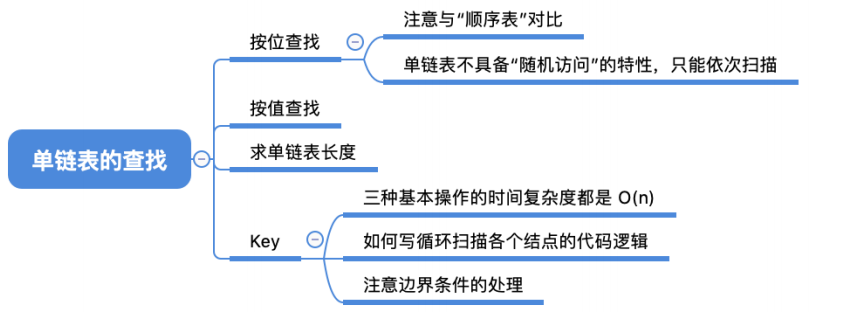 单链表的查找
按位查找
注意与“顺序表”对比
单链表不具备“随机访问”的特性，只能依次扫描
按值查找
求单链表长度
Key
三种基本操作的时间复杂度都是 O(n)
如何写循环扫描各个结点的代码逻辑
注意边界条件的处理